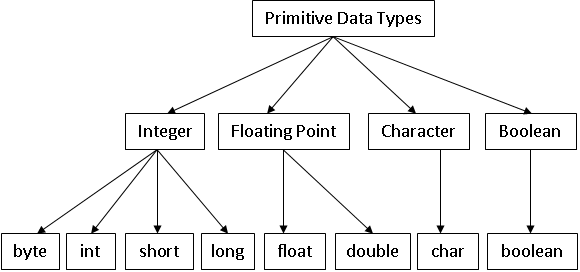 Primitive Data Types
Integer
Floating Point
Character
Boolean
byte
int
short
long
float
double
char
boolean